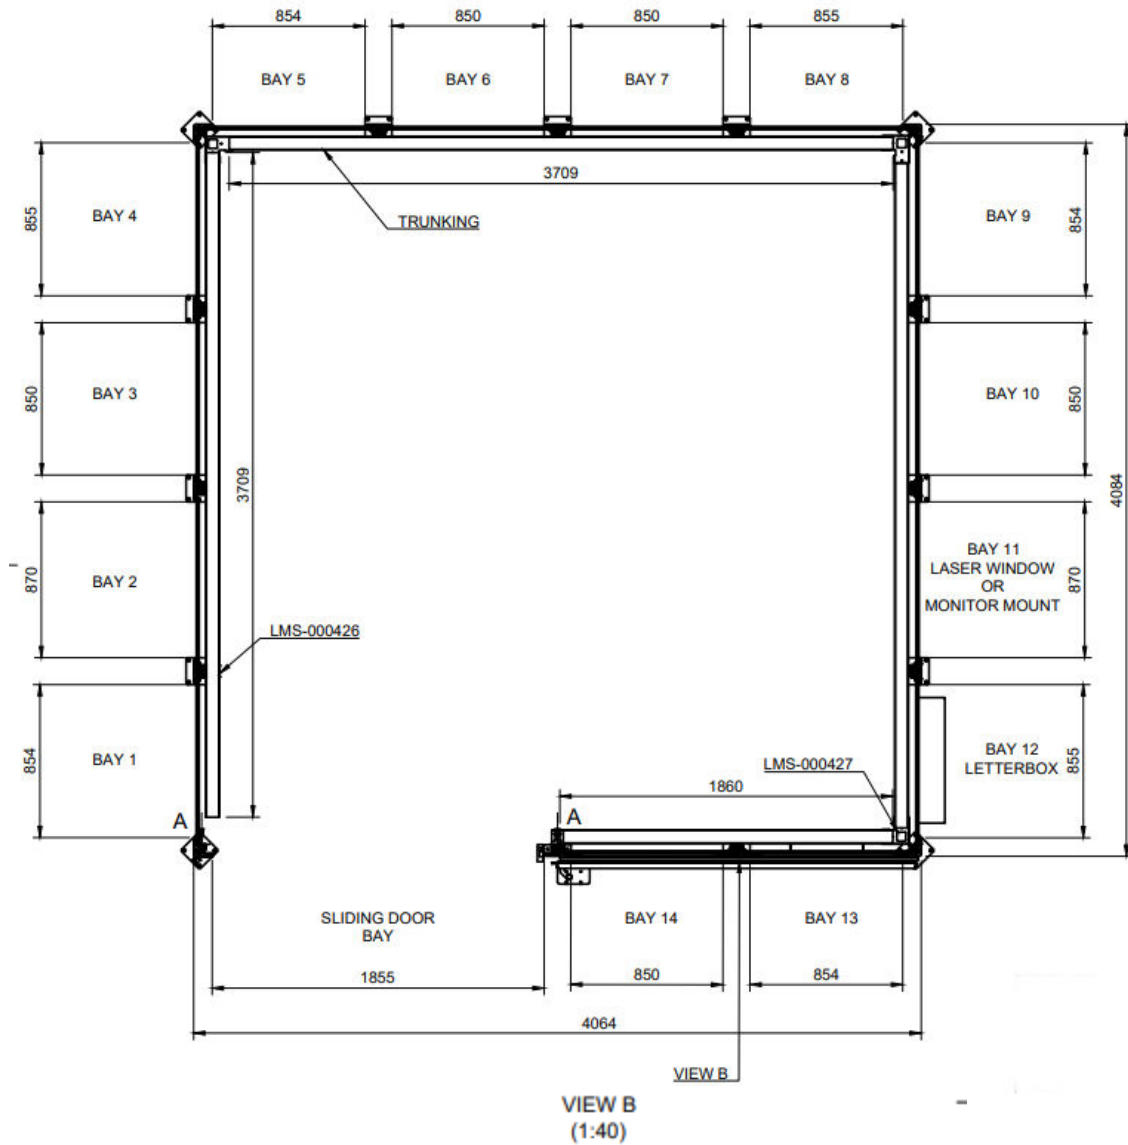 854
850
850
855
BAY 5
BAY 6
BAY 7
BAY 8
3709
TRUNKING
855
BAY 4
BAY 9
854
850
BAY 3
3709
BAY 10
850
4084
870
BAY 2
BAY 11
LASER WINDOW
OR
MONITOR MOUNT
870
LMS-000426
854
BAY 1
LMS-000427
BAY 12
LETTERBOX
855
1860
A
A
SLIDING DOOR
BAY
BAY 14
BAY 13
1855
850
854
4064
VIEW B
VIEW B
(1:40)